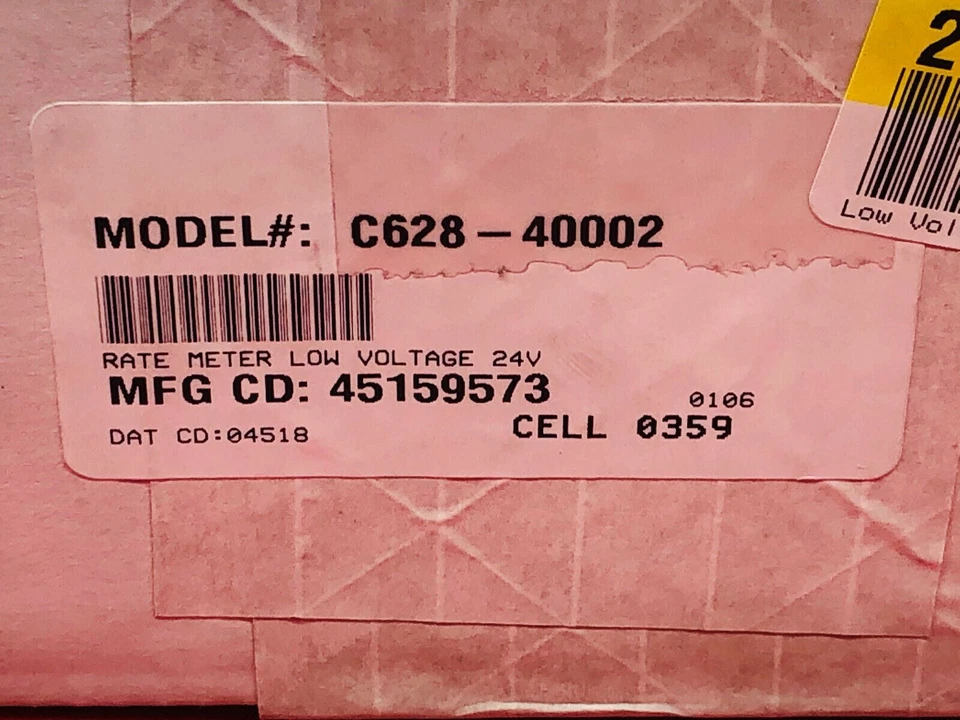 2
Low Vol
MODEL#: C628-40002
RATE METER LOW VOLTAGE 24V
MFG CD: 45159573
0106
DAT CD:04518
CELL 0359